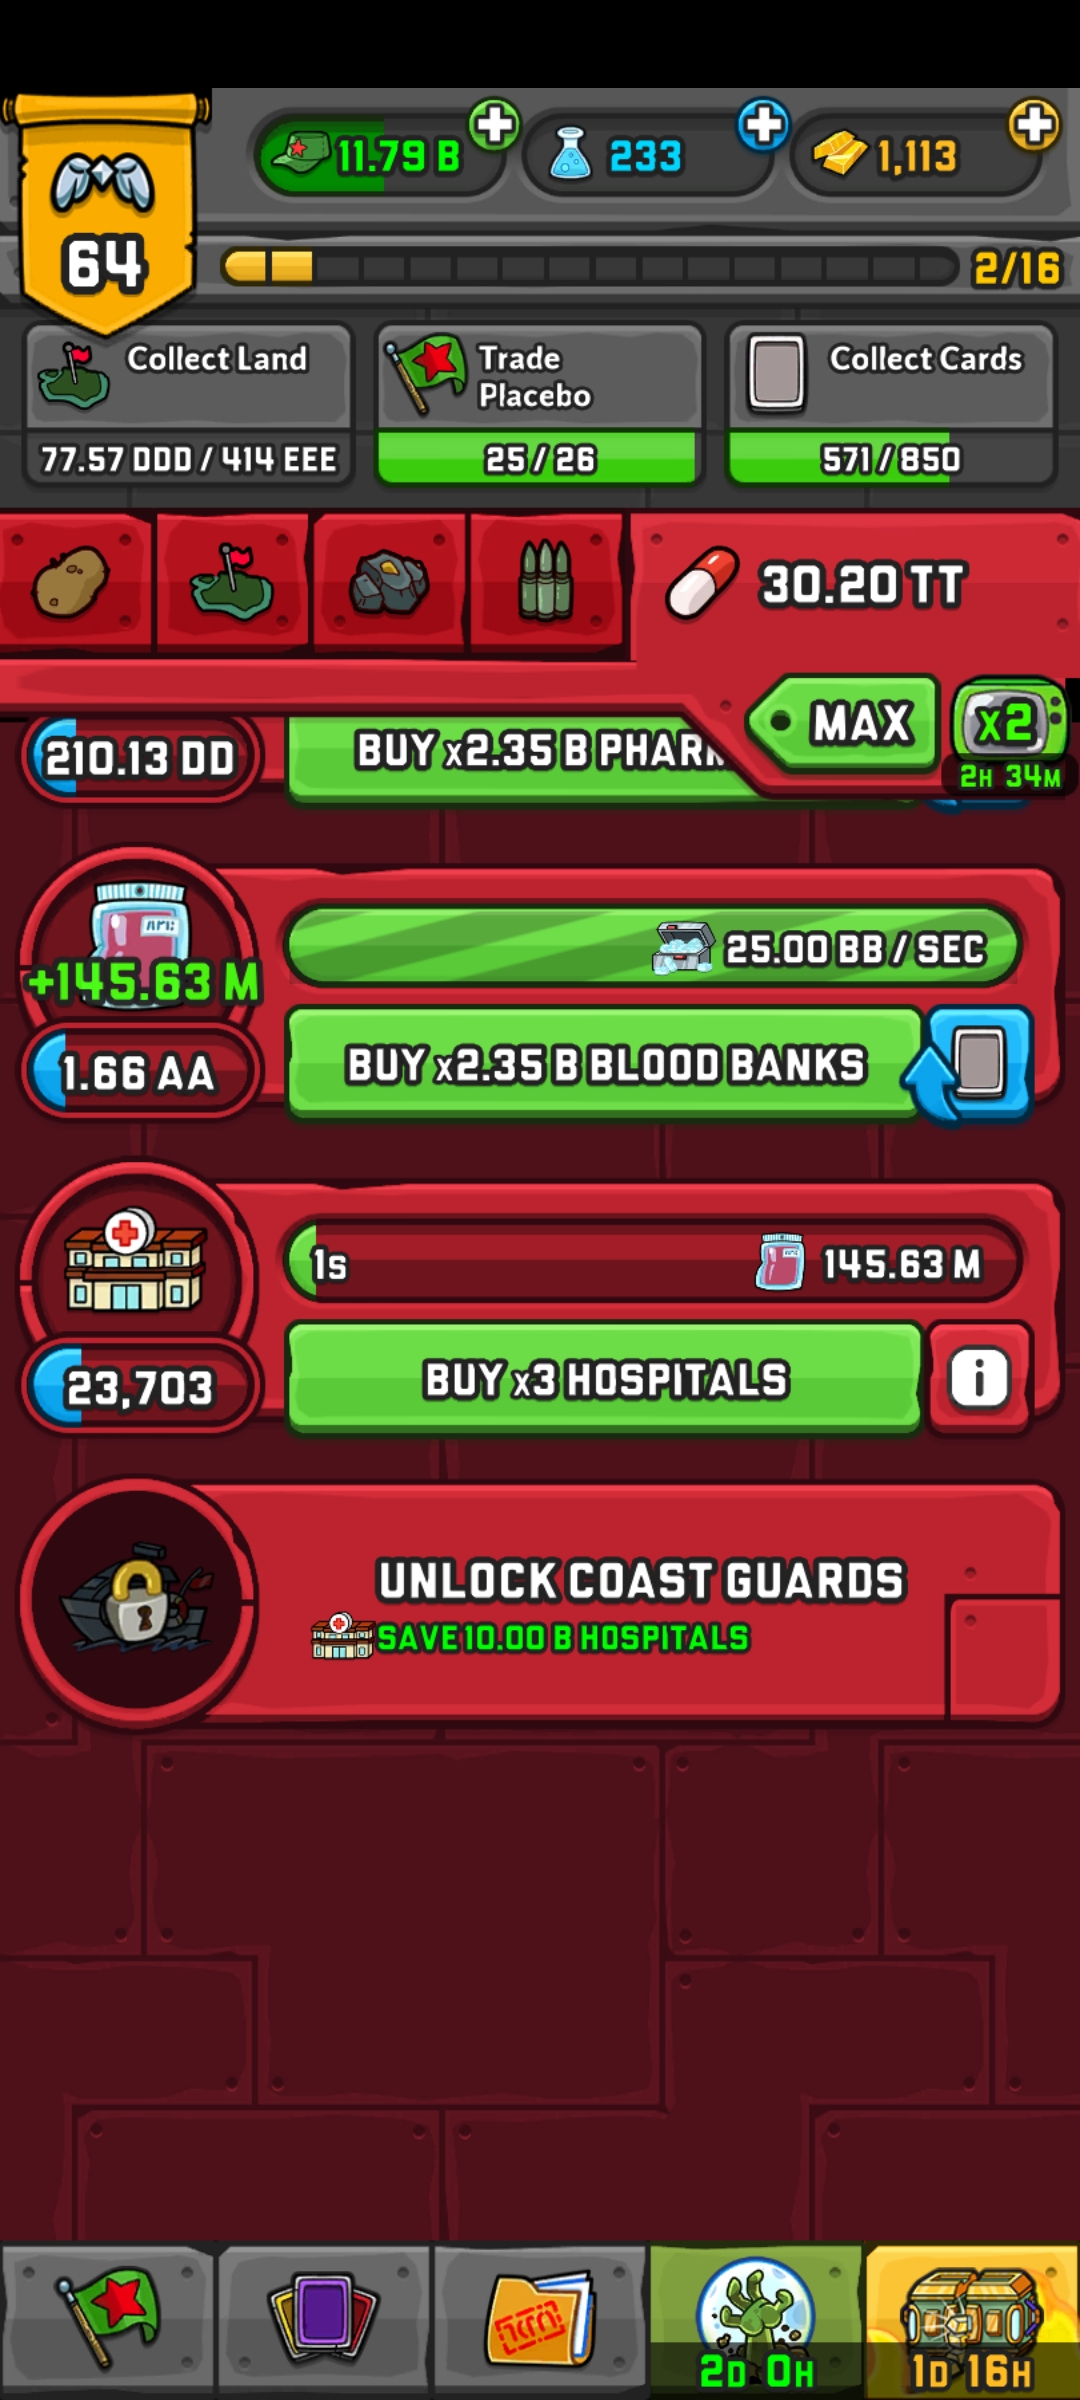 11.79 B
233
1,113
64
2/16
Collect Land
77.57 DDD / 414 EEE
Trade
Placebo
25 / 26
Collect Cards
571 / 850
30.20 TT
MAX
x2
2H 34M
210.13 DD
BUY x2.35 B PHAR
+145.63 M
25.00 BB / SEC
1.66 AA
BUY x2.35 B BLOOD BANKS
1s
145.63 M
23,703
BUY x3 HOSPITALS
i
UNLOCK COAST GUARDS
SAVE 10.00 B HOSPITALS
2D 0H
1D 16H